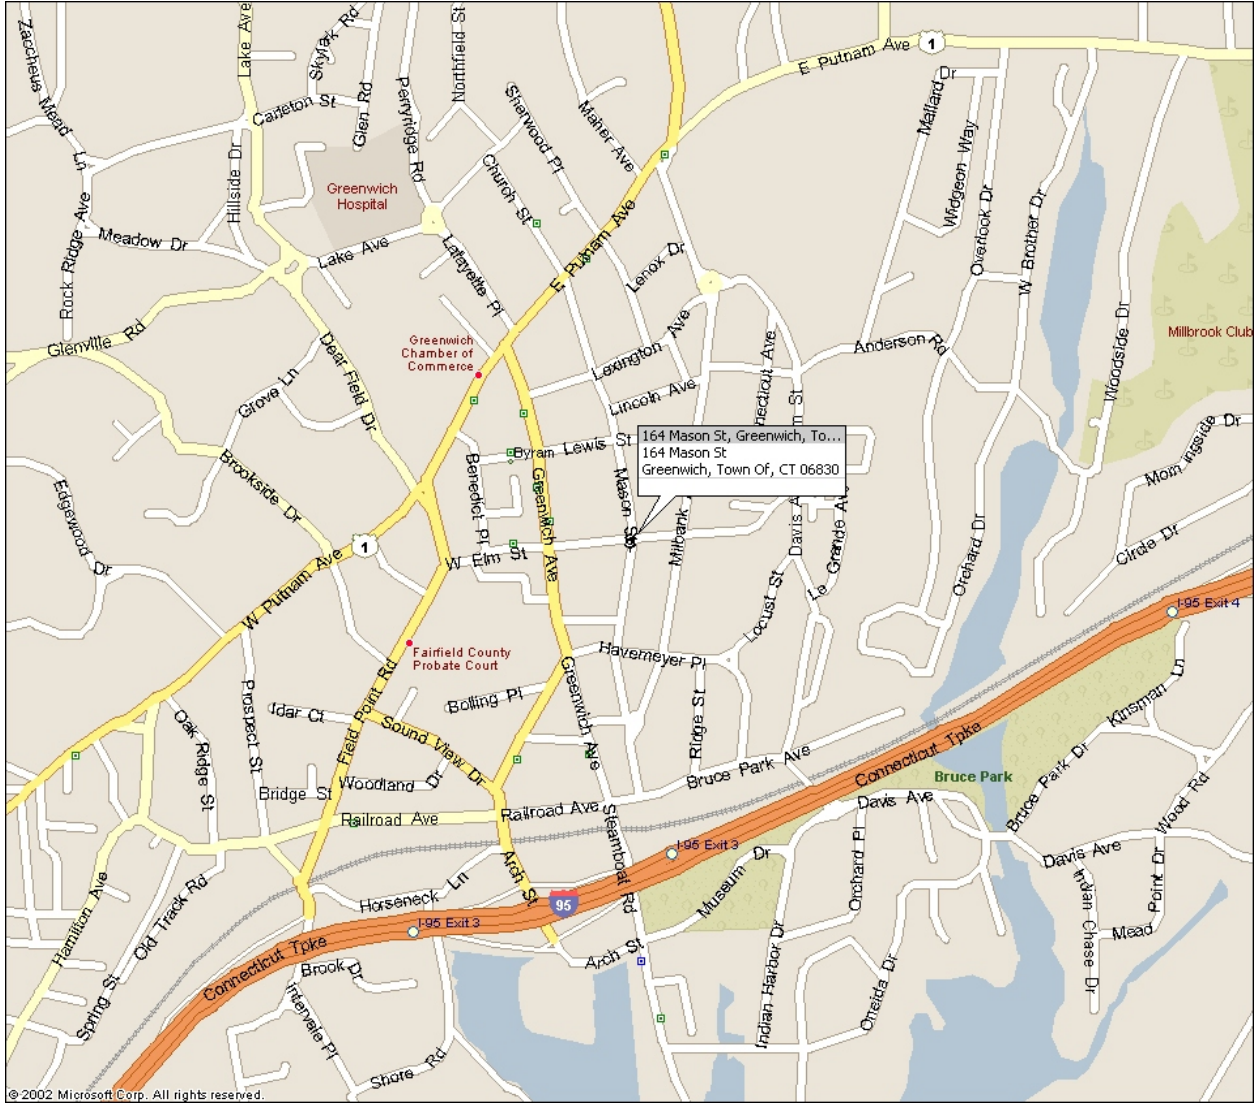 Zaccheus Mead Ln
Lake Ave
Skylark Rd
Northfield St
Carleton St
Glen Rd
Perryridge Rd
Sherwood Pl
Maher Ave
E Putnam Ave
1
Mallard Dr
Hillside Dr
Greenwich
Hospital
Church St
Widgeon Way
Overlook Dr
W Brother Dr
Rock Ridge Ave
Meadow Dr
Lake Ave
Lafayette Pl
E Putnam Ave
Lenox Dr
Glenville Rd
Dear Field Dr
Greenwich
Chamber of
Commerce
Lexington Ave
Lincoln Ave
Anderson Rd
Woodside Dr
Millbrook Club
Grove Ln
Brookside Dr
Edgewood Dr
Benedict Pl
Byram
Lewis St
Greenwich Ave
Mason St
164 Mason St, Greenwich, To...
164 Mason St
Greenwich, Town Of, CT 06830
Milbank
Davis A
Le Grande Ave
Orchard Dr
Morningside Dr
Circle Dr
1
W Putnam Ave
W Elm St
Locust St
I-95 Exit 4
Fairfield County
Probate Court
Havemeyer Pl
Field Point Rd
Prospect St
Oak Ridge St
Idar Ct
Sound View Dr
Bolling Pl
Greenwich Ave
Ridge St
Kinsman Ln
Bridge St
Woodland Dr
Bruce Park Ave
Connecticut Tpke
Bruce Park
Bruce Park Dr
Wood Rd
Railroad Ave
Railroad Ave
Steamboat Rd
Davis Ave
I-95 Exit 3
Arch St
Museum Dr
Orchard Pl
Davis Ave
Hamilton Ave
Old Track Rd
Horseneck Ln
95
I-95 Exit 3
Indian Chase Dr
Mead Point Dr
Connecticut Tpke
Arch St
Spring St
Brook Dr
Intervale Pl
Shore Rd
Indian Harbor Dr
Oneida Dr
© 2002 Microsoft Corp. All rights reserved.